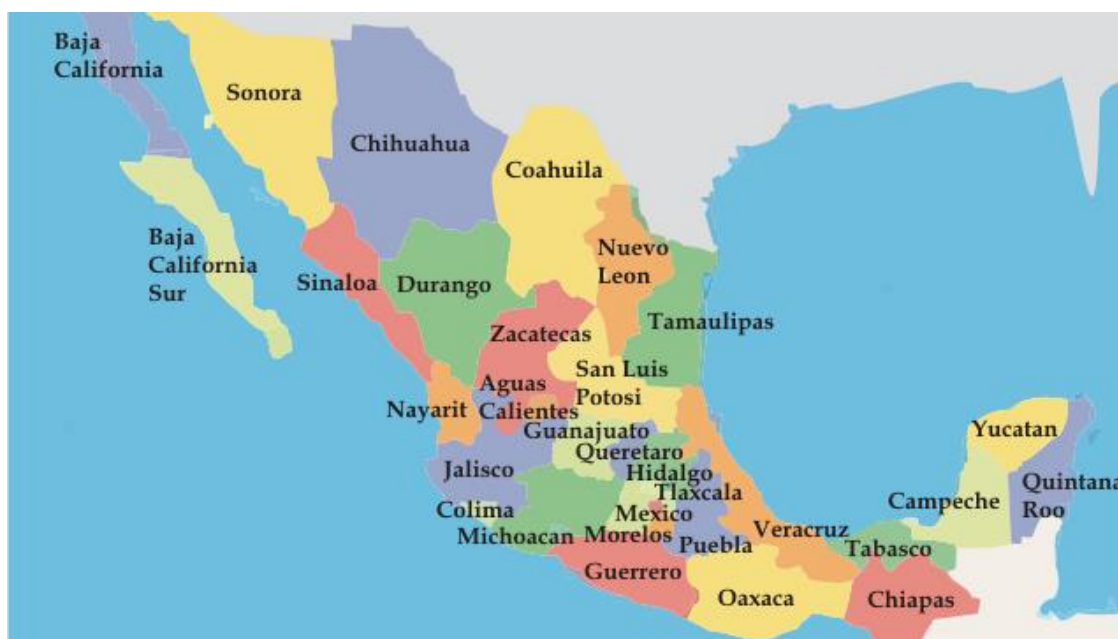 Baja
California
Sonora
Chihuahua
Coahuila
Baja
California
Sur
Sinaloa
Durango
Nuevo
Leon
Tamaulipas
Zacatecas
San Luis
Potosi
Nayarit
Aguas
Calientes
Guanajuato
Queretaro
Jalisco
Hidalgo
Tlaxcala
Colima
Michoacan
Mexico
Morelos
Puebla
Veracruz
Guerrero
Oaxaca
Tabasco
Chiapas
Campeche
Yucatan
Quintana
Roo